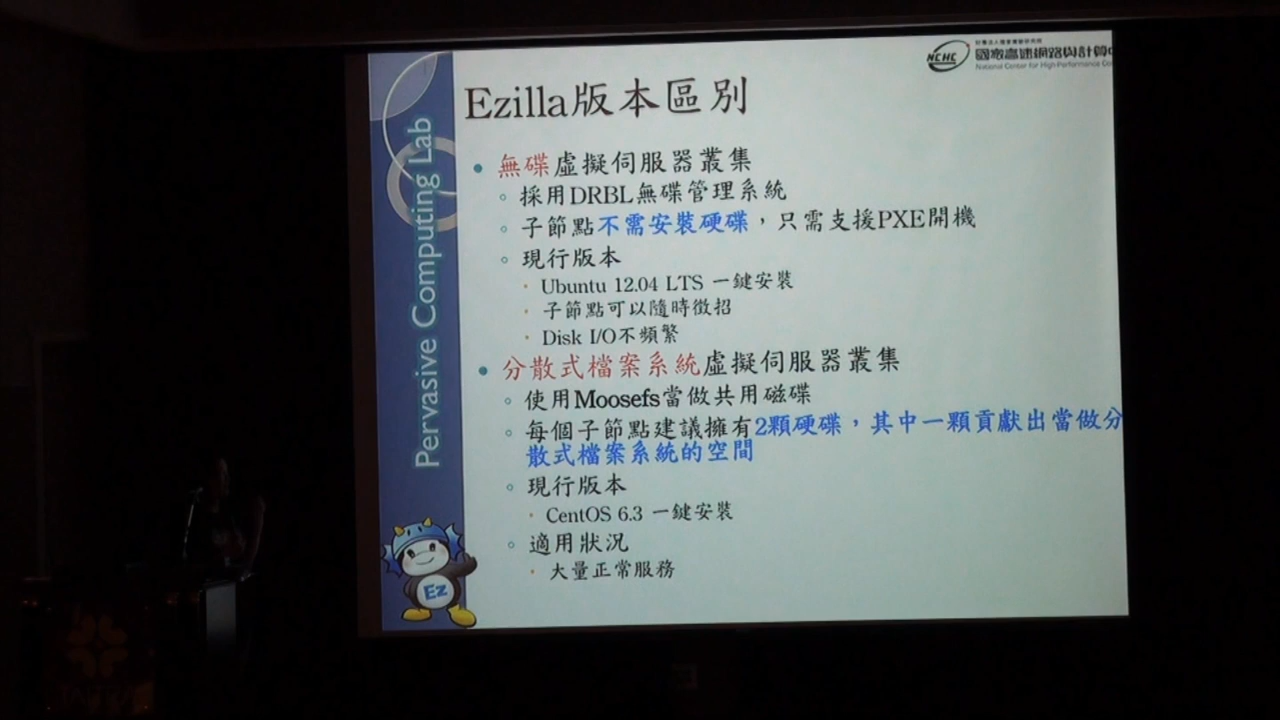 NCHC
國家高速網路與計算中
National Center for High-Performance Co
Ezilla版本區別
Pervasive Computing Lab
• 無碟虛擬伺服器叢集
◦ 採用DRBL無碟管理系統
◦ 子節點不需安裝硬碟，只需支援PXE開機
◦ 現行版本
• Ubuntu 12.04 LTS 一鍵安裝
• 子節點可以隨時徵招
• Disk I/O不頻繁
• 分散式檔案系統虛擬伺服器叢集
◦ 使用Moosefs當做共用磁碟
◦ 每個子節點建議擁有2顆硬碟，其中一顆貢獻出當做分
散式檔案系統的空間
◦ 現行版本
• CentOS 6.3 一鍵安裝
◦ 適用狀況
• 大量正常服務
Ez